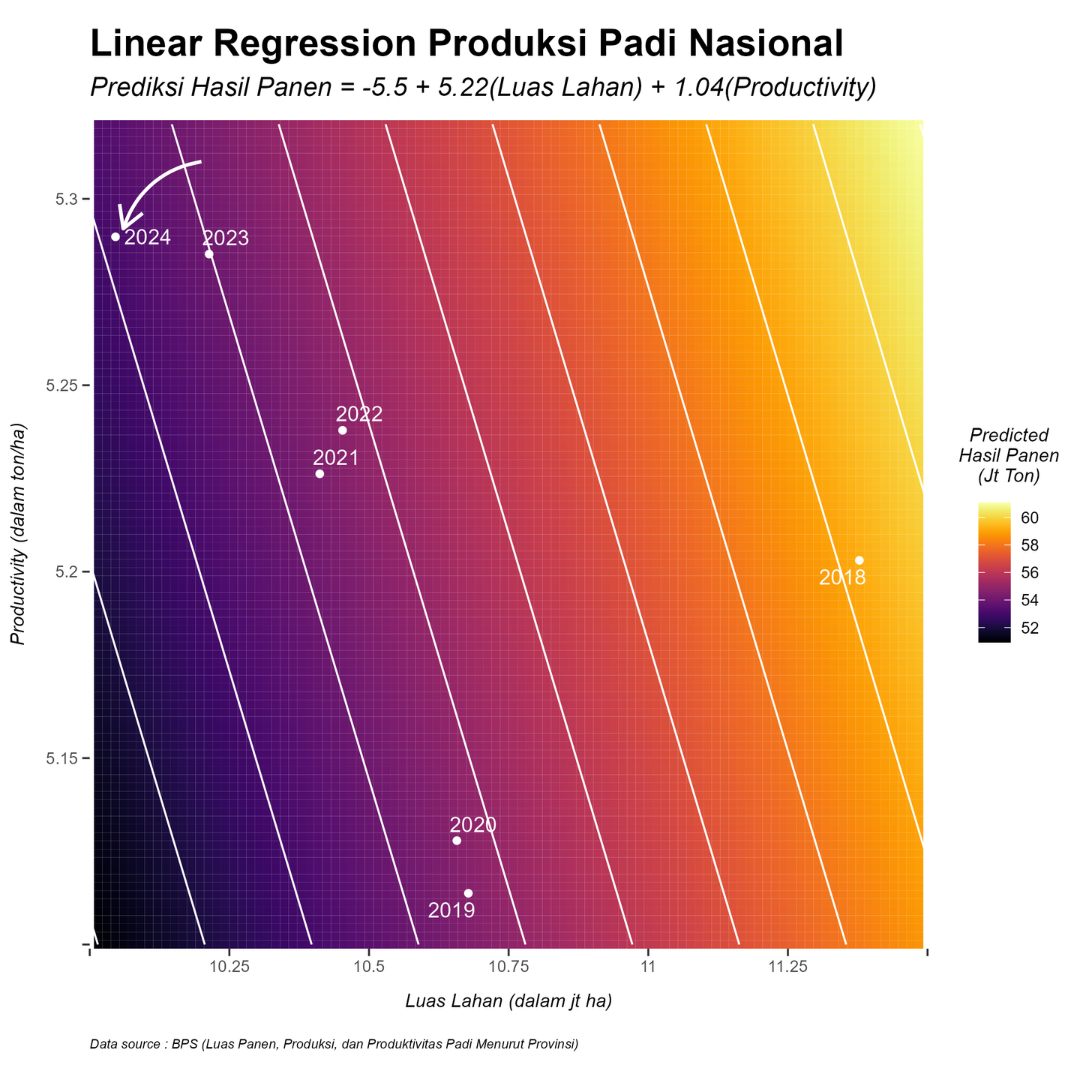 Linear Regression Produksi Padi Nasional
Prediksi Hasil Panen = -5.5 + 5.22(Luas Lahan) + 1.04(Productivity)
5.3
5.25
5.2
5.15
Productivity (dalam ton/ha)
2024
2023
2022
2021
2018
2020
2019
10.25
10.5
10.75
11
11.25
Luas Lahan (dalam jt ha)
Predicted
Hasil Panen
(Jt Ton)
60
58
56
54
52
Data source : BPS (Luas Panen, Produksi, dan Produktivitas Padi Menurut Provinsi)